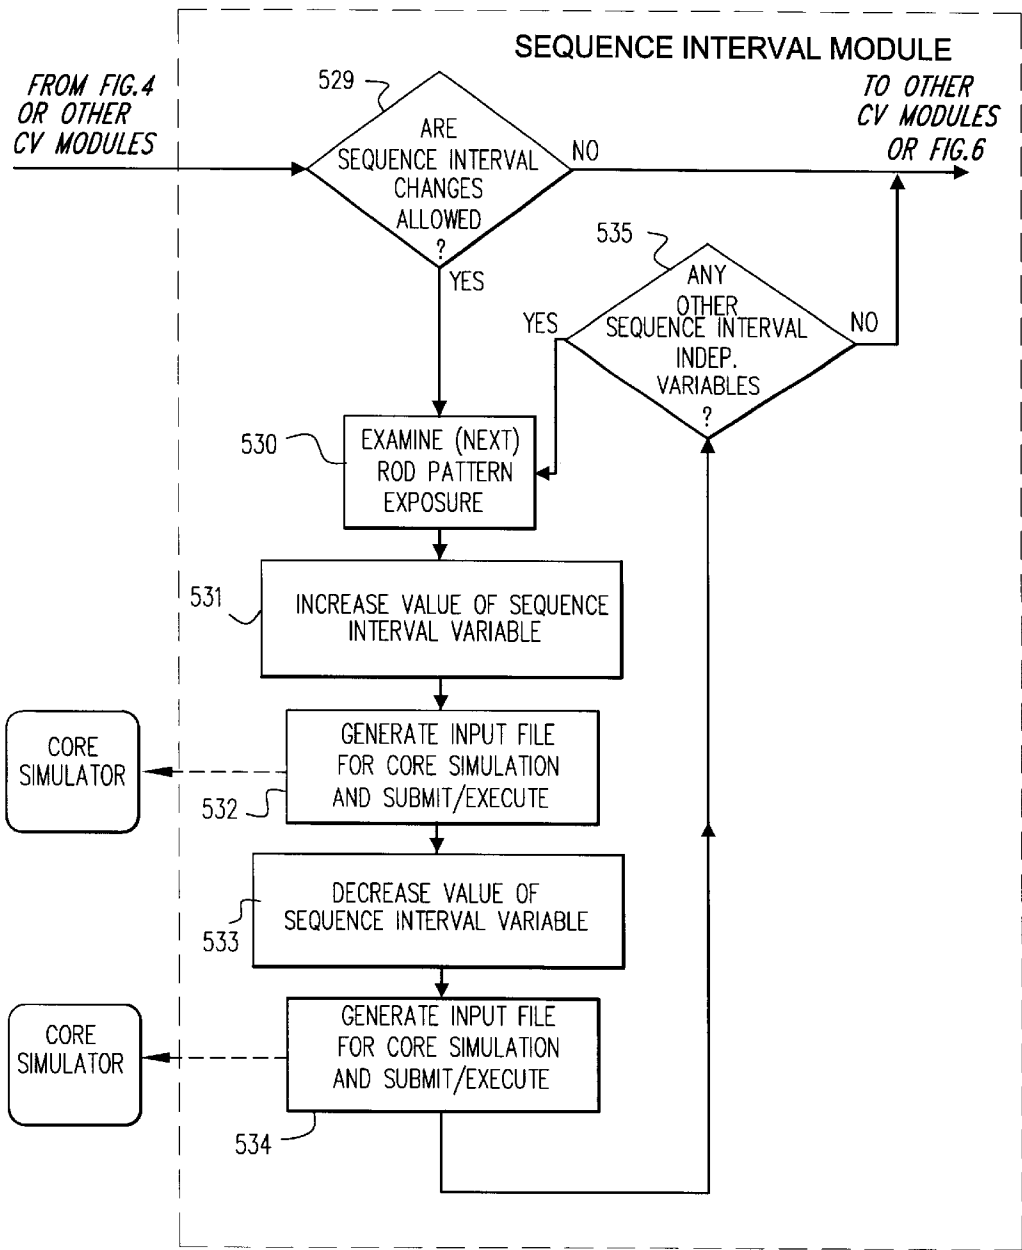 SEQUENCE INTERVAL MODULE
FROM FIG.4
OR OTHER
CV MODULES
TO OTHER
CV MODULES
OR FIG.6
529
ARE
SEQUENCE INTERVAL
CHANGES
ALLOWED
?
NO
YES
535
ANY
OTHER
SEQUENCE INTERVAL
INDEP.
VARIABLES
?
YES
NO
530
EXAMINE (NEXT)
ROD PATTERN
EXPOSURE
531
INCREASE VALUE OF SEQUENCE
INTERVAL VARIABLE
CORE
SIMULATOR
532
GENERATE INPUT FILE
FOR CORE SIMULATION
AND SUBMIT/EXECUTE
533
DECREASE VALUE OF
SEQUENCE INTERVAL VARIABLE
CORE
SIMULATOR
GENERATE INPUT FILE
FOR CORE SIMULATION
AND SUBMIT/EXECUTE
534